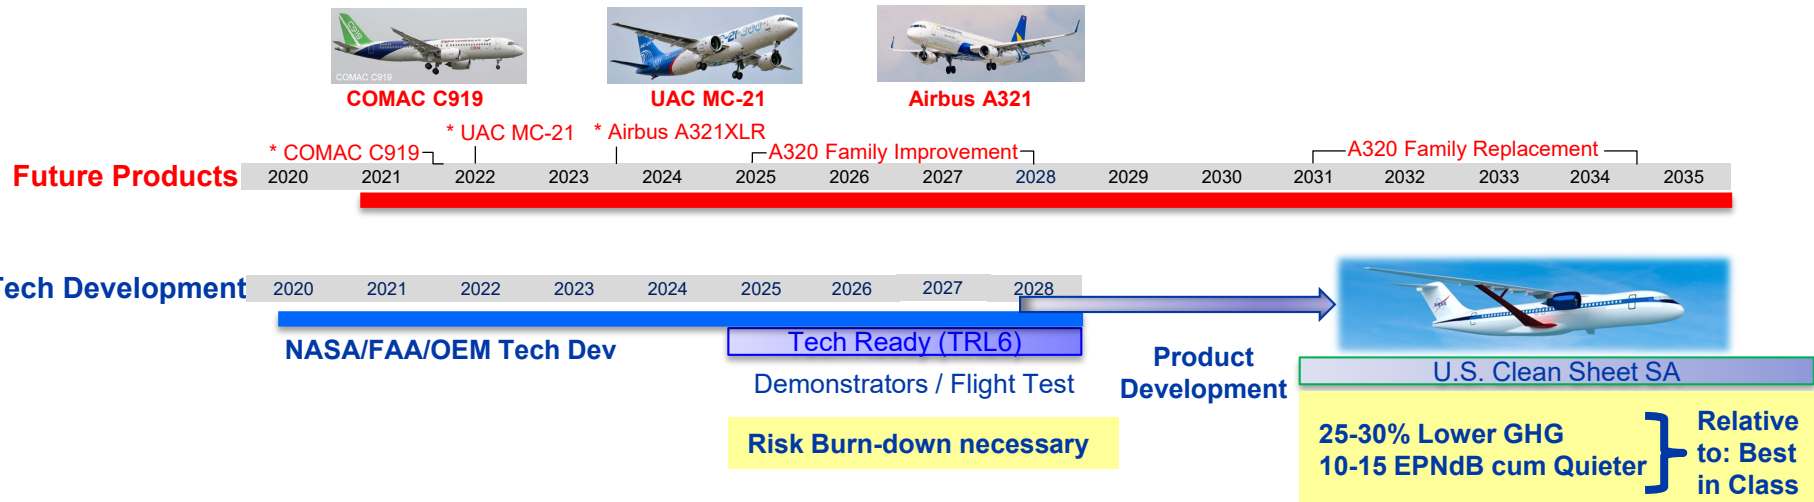 COMAC C919
COMAC C919
UAC MC-21
Airbus A321
* UAC MC-21
* Airbus A321XLR
* COMAC C919
A320 Family Improvement
A320 Family Replacement
Future Products
2020 2021 2022 2023 2024 2025 2026 2027 2028 2029 2030 2031 2032 2033 2034 2035
Tech Development
2020 2021 2022 2023 2024 2025 2026 2027 2028
NASA/FAA/OEM Tech Dev
Tech Ready (TRL6)
Demonstrators / Flight Test
Risk Burn-down necessary
Product
Development
U.S. Clean Sheet SA
25-30% Lower GHG
10-15 EPNdB cum Quieter
Relative
to: Best
in Class